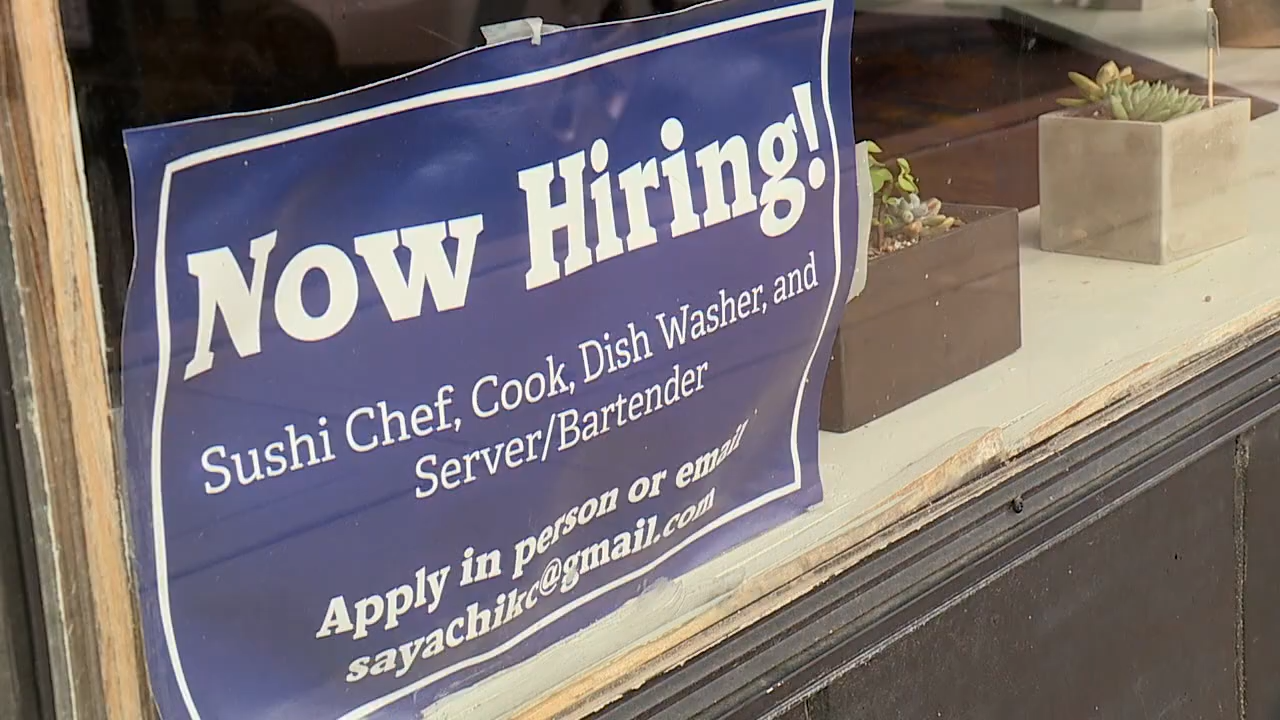 Now Hiring!
Sushi Chef, Cook, Dish Washer, and
Server/Bartender
Apply in person or email
sayachikc@gmail.com